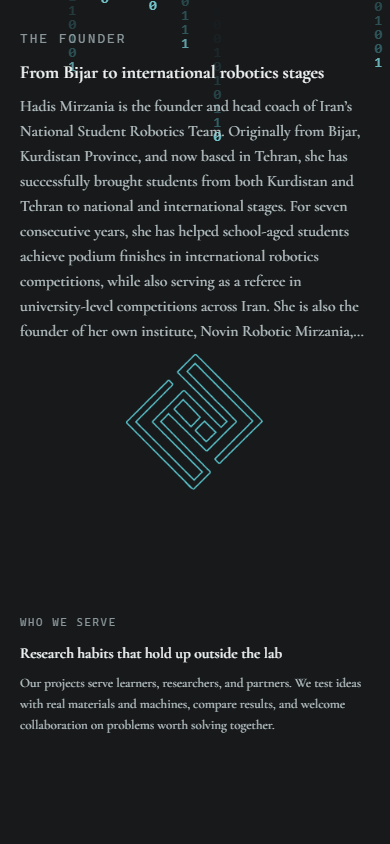 THE FOUNDER
From Bijar to international robotics stages
Hadis Mirzania is the founder and head coach of Iran's
National Student Robotics Team. Originally from Bijar,
Kurdistan Province, and now based in Tehran, she has
successfully brought students from both Kurdistan and
Tehran to national and international stages. For seven
consecutive years, she has helped school-aged students
achieve podium finishes in international robotics
competitions, while also serving as a referee in
university-level competitions across Iran. She is also the
founder of her own institute, Novin Robotic Mirzania,...
WHO WE SERVE
Research habits that hold up outside the lab
Our projects serve learners, researchers, and partners. We test ideas
with real materials and machines, compare results, and welcome
collaboration on problems worth solving together.